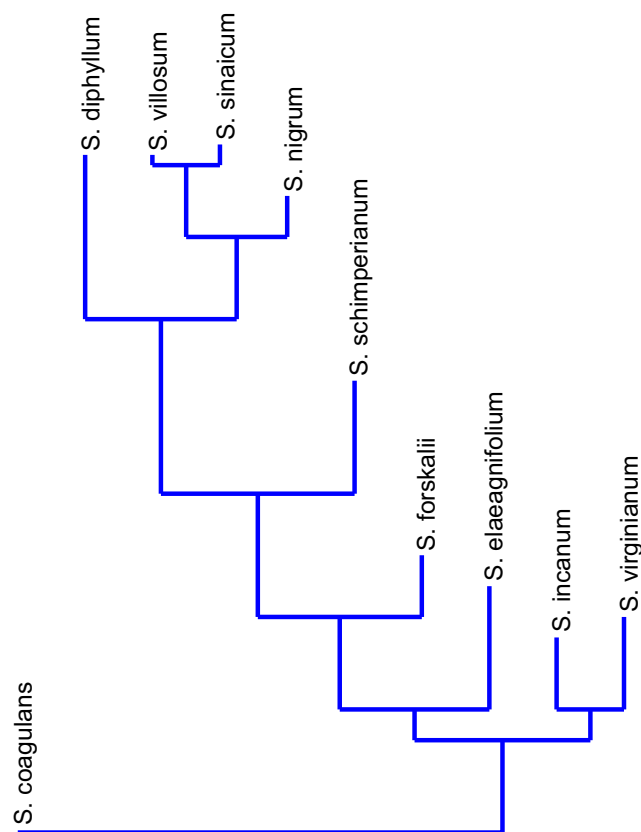 S. coagulans
S. diphyllum
S. villosum
S. sinaicum
S. nigrum
S. schimperianum
S. forskalii
S. elaeagnifolium
S. incanum
S. virginianum